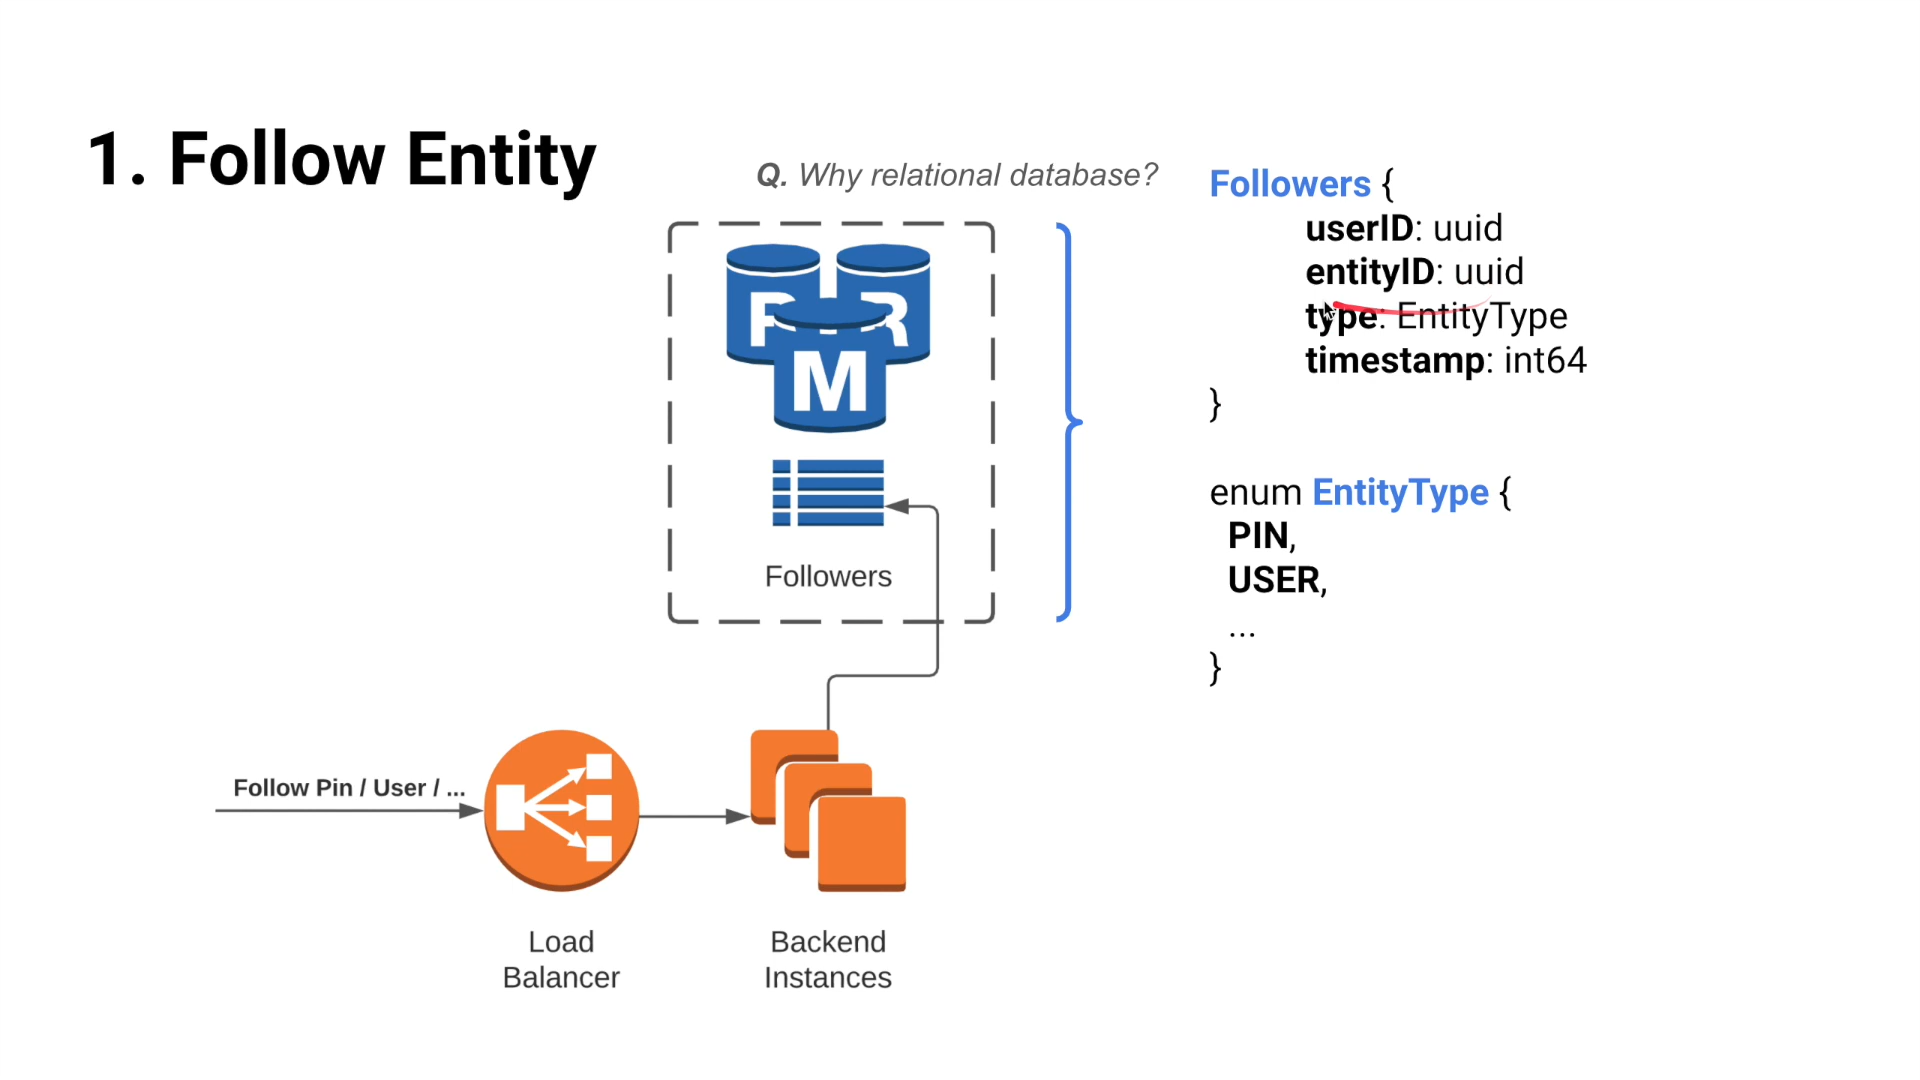 1. Follow Entity
Q. Why relational database?
P R
M
Followers
Follow Pin / User / ...
Load
Balancer
Backend
Instances
Followers {
userID: uuid
entityID: uuid
type: EntityType
timestamp: int64
}
enum EntityType {
PIN,
USER,
...
}